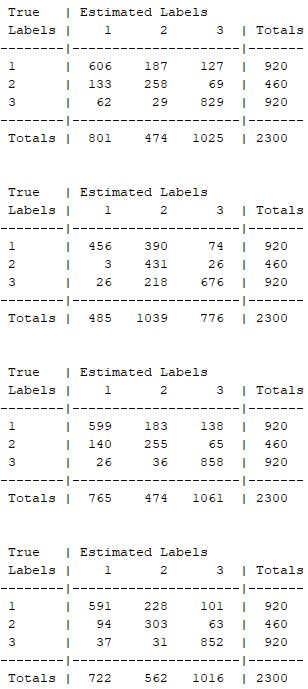 True | Estimated Labels
Labels | 1 2 3 | Totals
--------|---------------------|-------
1 | 606 187 127 | 920
2 | 133 258 69 | 460
3 | 62 29 829 | 920
--------|---------------------|-------
Totals | 801 474 1025 | 2300
True | Estimated Labels
Labels | 1 2 3 | Totals
--------|---------------------|-------
1 | 456 390 74 | 920
2 | 3 431 26 | 460
3 | 26 218 676 | 920
--------|---------------------|-------
Totals | 485 1039 776 | 2300
True | Estimated Labels
Labels | 1 2 3 | Totals
--------|---------------------|-------
1 | 599 183 138 | 920
2 | 140 255 65 | 460
3 | 26 36 858 | 920
--------|---------------------|-------
Totals | 765 474 1061 | 2300
True | Estimated Labels
Labels | 1 2 3 | Totals
--------|---------------------|-------
1 | 591 228 101 | 920
2 | 94 303 63 | 460
3 | 37 31 852 | 920
--------|---------------------|-------
Totals | 722 562 1016 | 2300